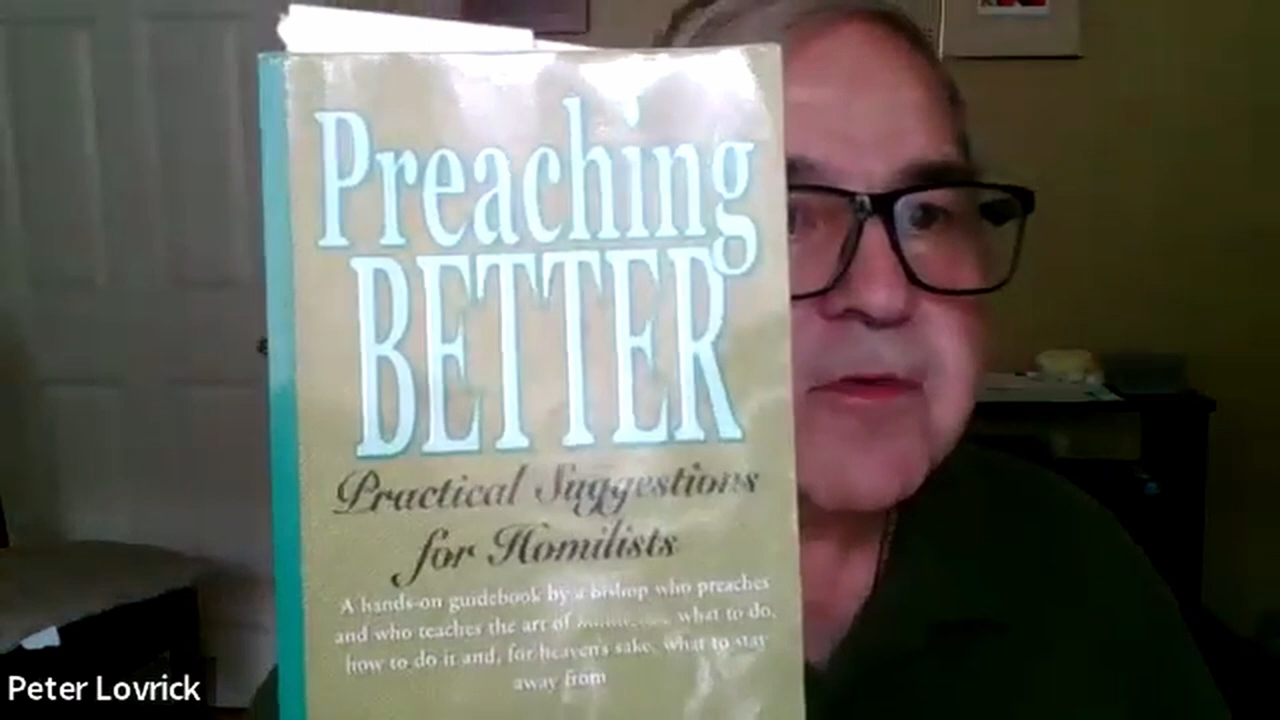 Preaching
BETTER
Practical Suggestions
for Homilists
A hands-on guidebook by a bishop who preaches
and who teaches the art of what to do,
how to do it and, for heaven's sake, what to stay
away from
Peter Lovrick